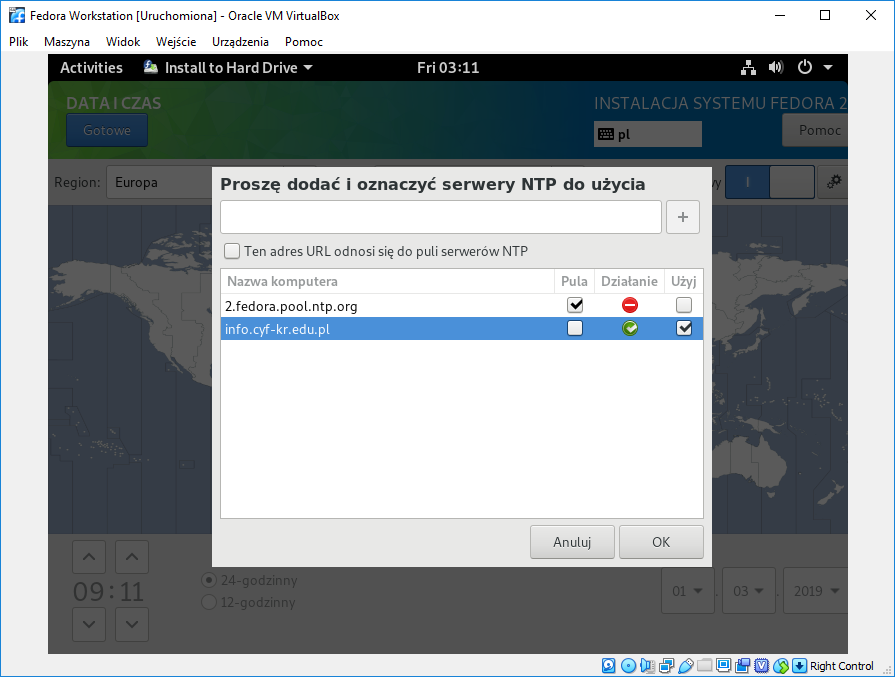 Fedora Workstation [Uruchomiona] - Oracle VM VirtualBox
Plik Maszyna Widok Wejście Urządzenia Pomoc
Activities Install to Hard Drive Fri 03:11
DATA I CZAS INSTALACJA SYSTEMU FEDORA 2
Gotowe pl Pomoc
Region: Europa
Proszę dodać i oznaczyć serwery NTP do użycia
+
Ten adres URL odnosi się do puli serwerów NTP
Nazwa komputera Pula Działanie Użyj
2.fedora.pool.ntp.org
info.cyf-kr.edu.pl
Anuluj OK
09:11 24-godzinny 01 . 03 . 2019
12-godzinny
Right Control